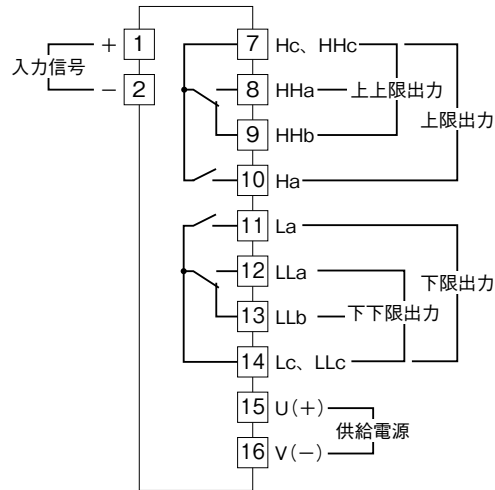 入力信号
+ 1
− 2
7 Hc、HHc
8 HHa 上上限出力
9 HHb
上限出力
10 Ha
11 La
12 LLa
下限出力
13 LLb 下下限出力
14 Lc、LLc
15 U(+)
供給電源
16 V(−)